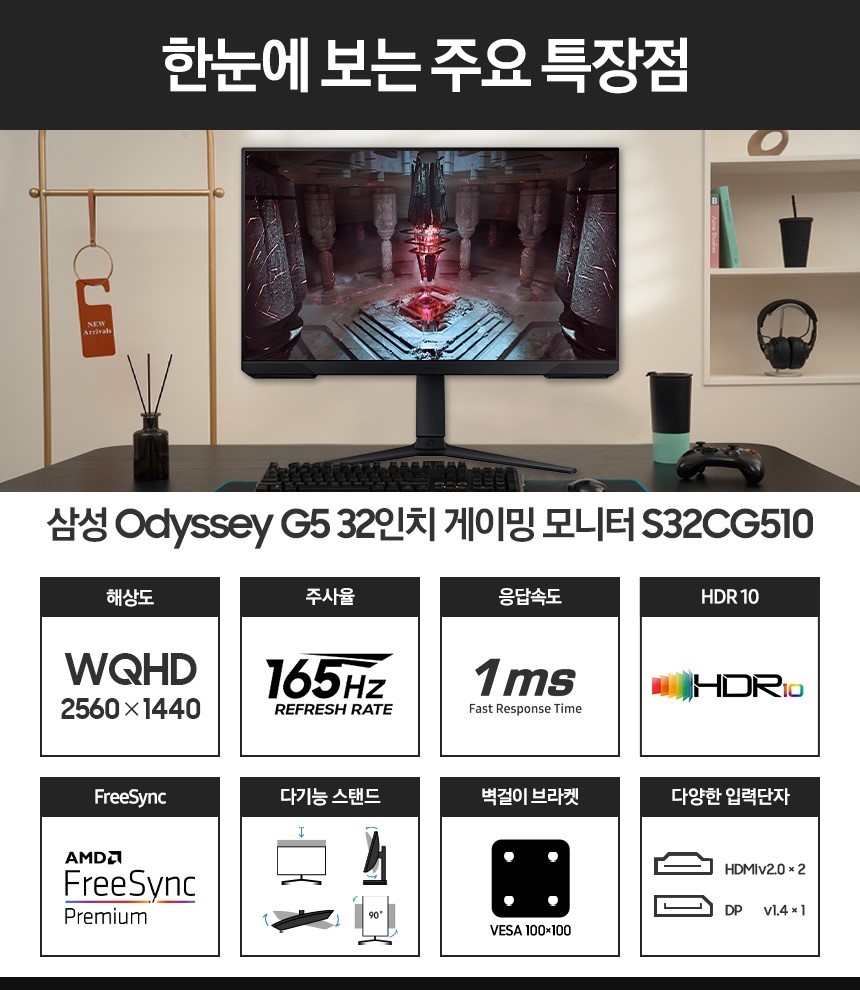 한눈에 보는 주요 특장점
NEW
Arrivals
삼성 Odyssey G5 32인치 게이밍 모니터 S32CG510
해상도
WQHD
2560×1440
주사율
165Hz
REFRESH RATE
응답속도
1ms
Fast Response Time
HDR 10
HDR10
FreeSync
AMD
FreeSync
Premium
다기능 스탠드
90°
벽걸이 브라켓
VESA 100×100
다양한 입력단자
HDMI v2.0 × 2
DP v1.4 × 1